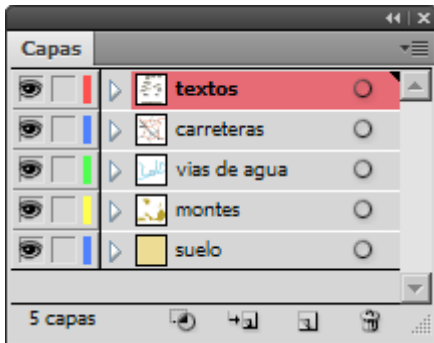 Capas
textos
carreteras
vias de agua
montes
suelo
5 capas